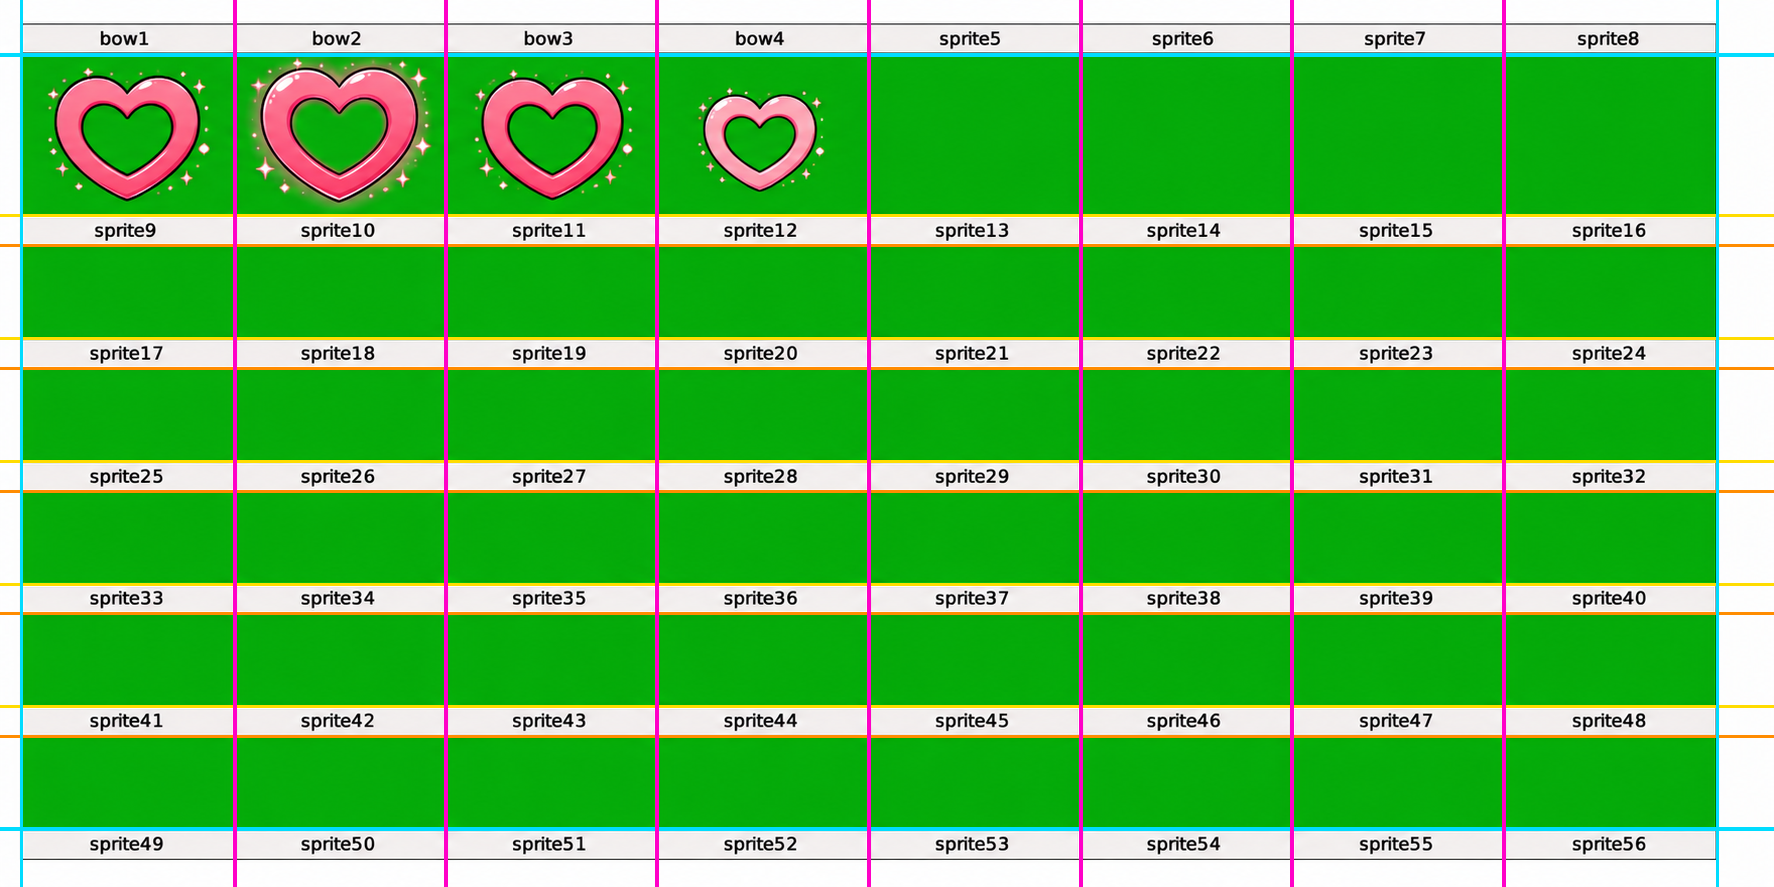 bow1 bow2 bow3 bow4 sprite5 sprite6 sprite7 sprite8
sprite9 sprite10 sprite11 sprite12 sprite13 sprite14 sprite15 sprite16
sprite17 sprite18 sprite19 sprite20 sprite21 sprite22 sprite23 sprite24
sprite25 sprite26 sprite27 sprite28 sprite29 sprite30 sprite31 sprite32
sprite33 sprite34 sprite35 sprite36 sprite37 sprite38 sprite39 sprite40
sprite41 sprite42 sprite43 sprite44 sprite45 sprite46 sprite47 sprite48
sprite49 sprite50 sprite51 sprite52 sprite53 sprite54 sprite55 sprite56